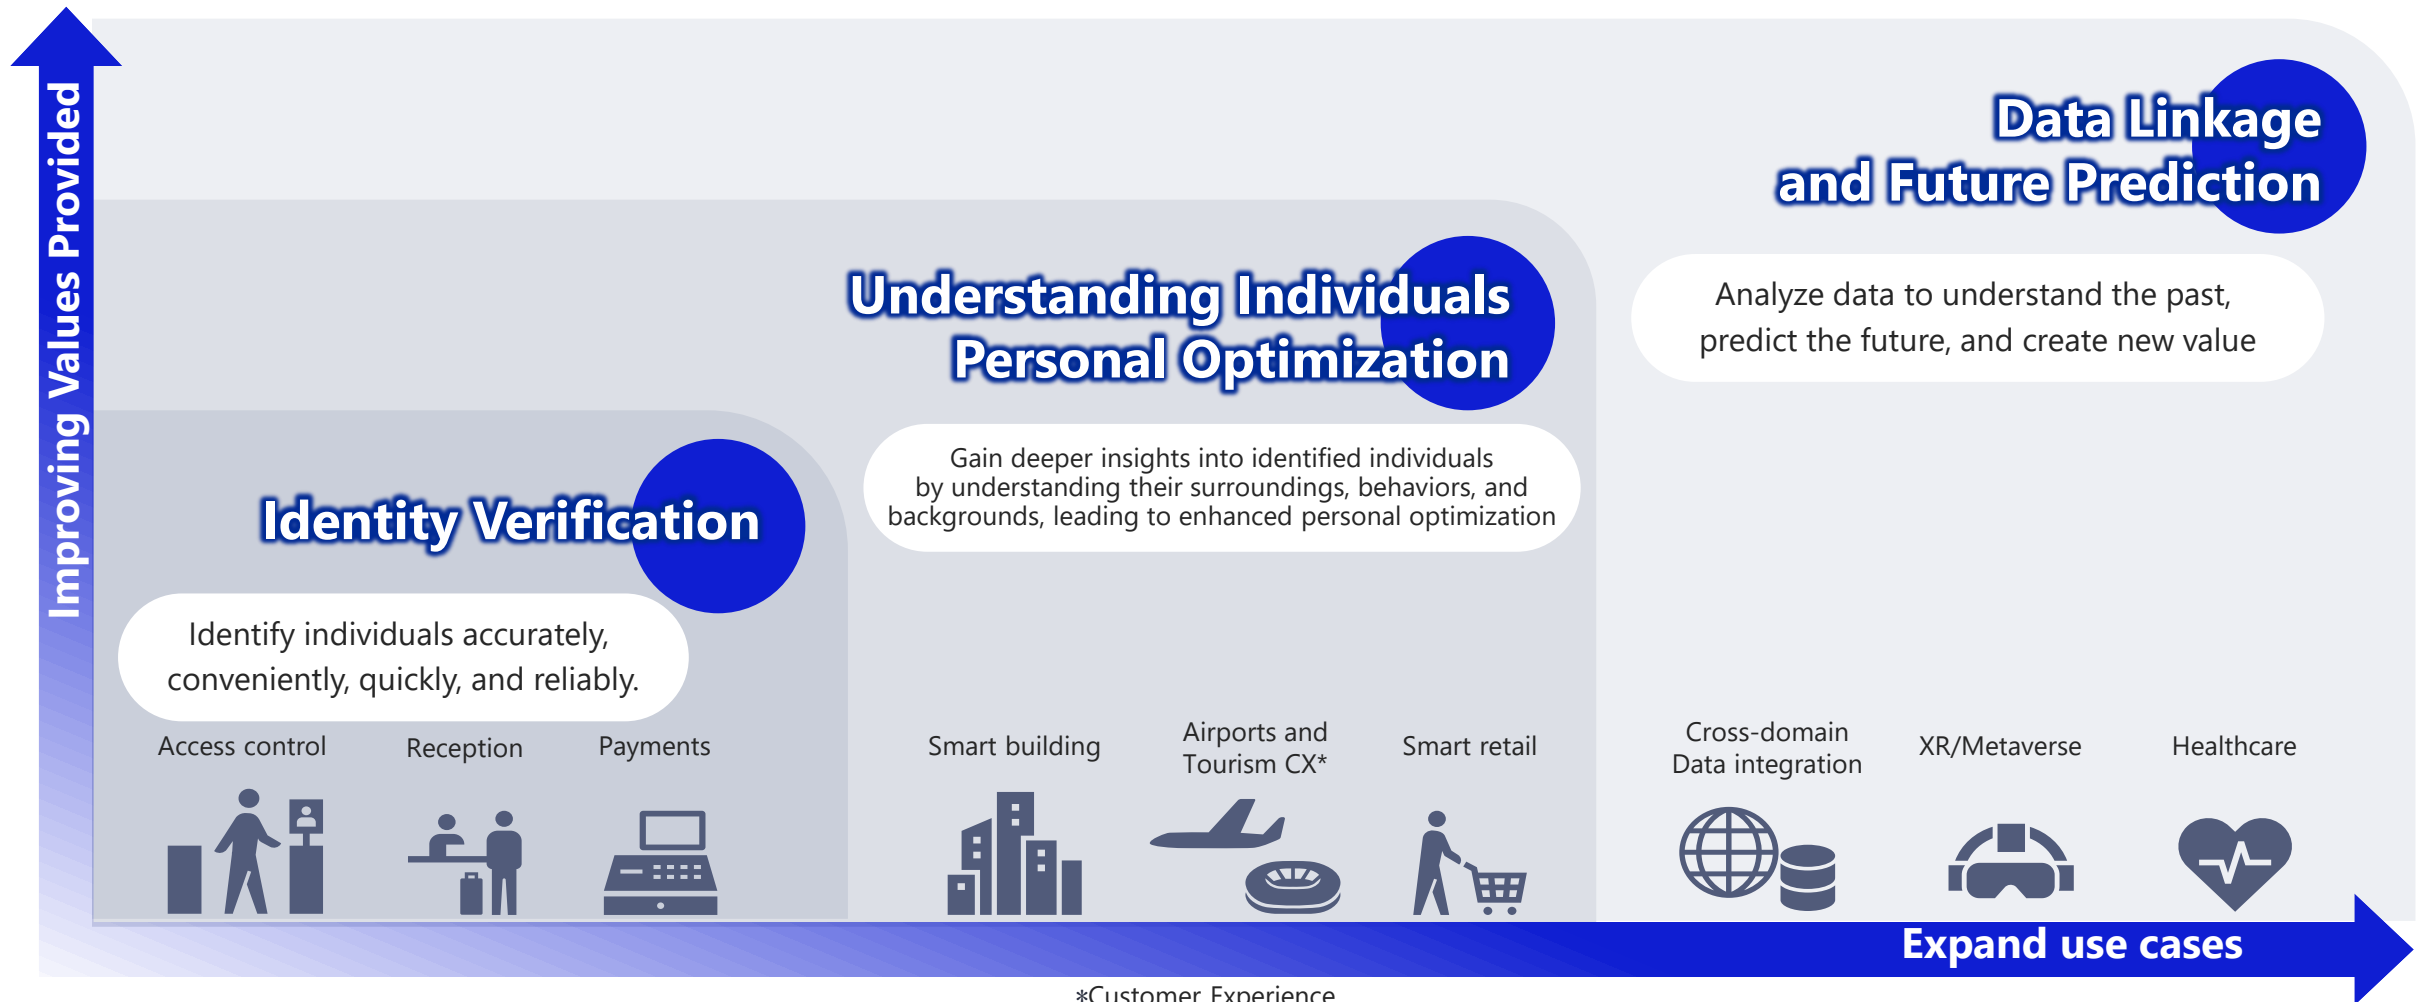 Improving Values Provided
Data Linkage
and Future Prediction
Analyze data to understand the past,
predict the future, and create new value
Understanding Individuals
Personal Optimization
Gain deeper insights into identified individuals
by understanding their surroundings, behaviors, and
backgrounds, leading to enhanced personal optimization
Identity Verification
Identify individuals accurately,
conveniently, quickly, and reliably.
Access control
Reception
Payments
Smart building
Airports and
Tourism CX*
Smart retail
Cross-domain
Data integration
XR/Metaverse
Healthcare
Expand use cases
*Customer Experience